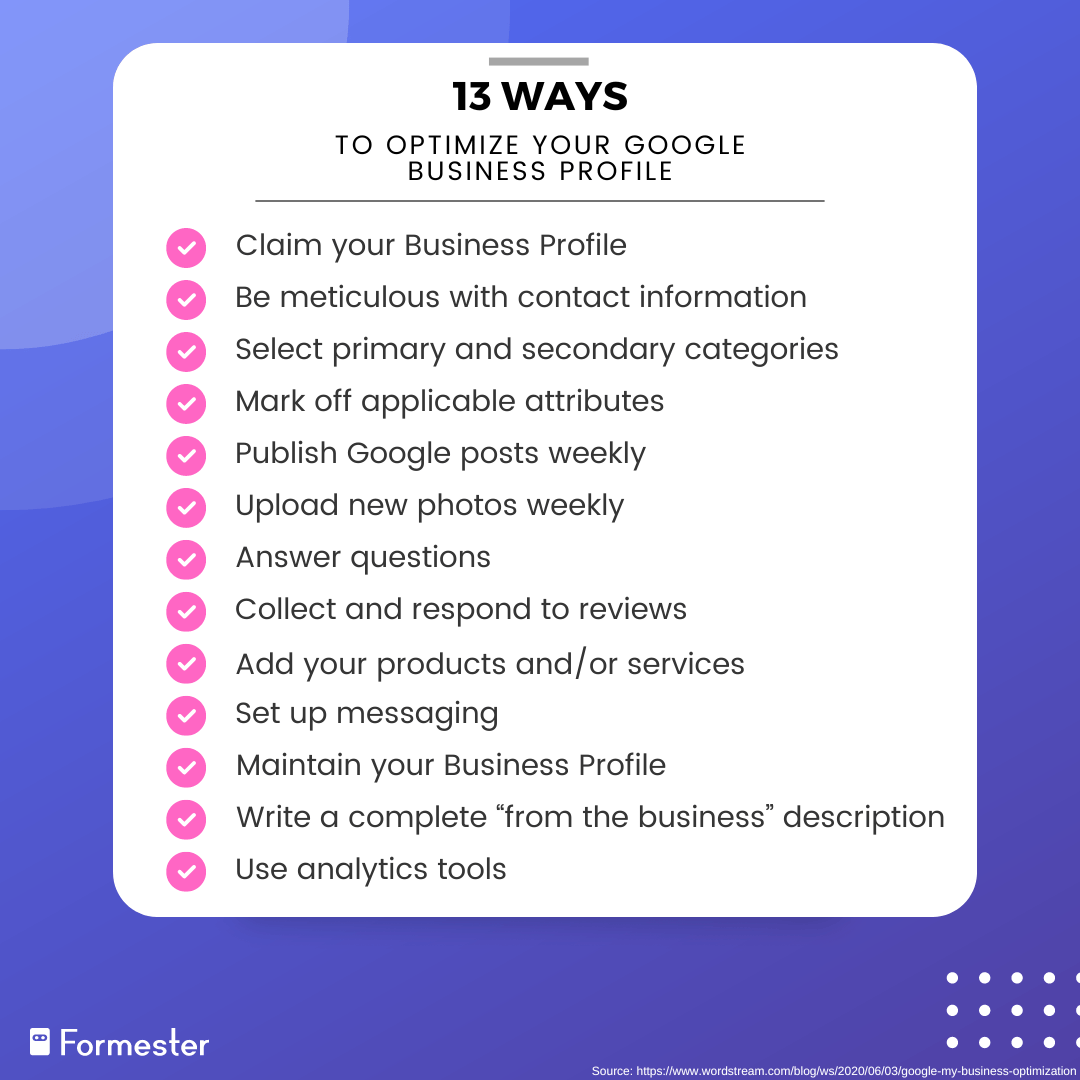 13 WAYS
TO OPTIMIZE YOUR GOOGLE
BUSINESS PROFILE
Claim your Business Profile
Be meticulous with contact information
Select primary and secondary categories
Mark off applicable attributes
Publish Google posts weekly
Upload new photos weekly
Answer questions
Collect and respond to reviews
Add your products and/or services
Set up messaging
Maintain your Business Profile
Write a complete “from the business” description
Use analytics tools
Formester
Source: https://www.wordstream.com/blog/ws/2020/06/03/google-my-business-optimization